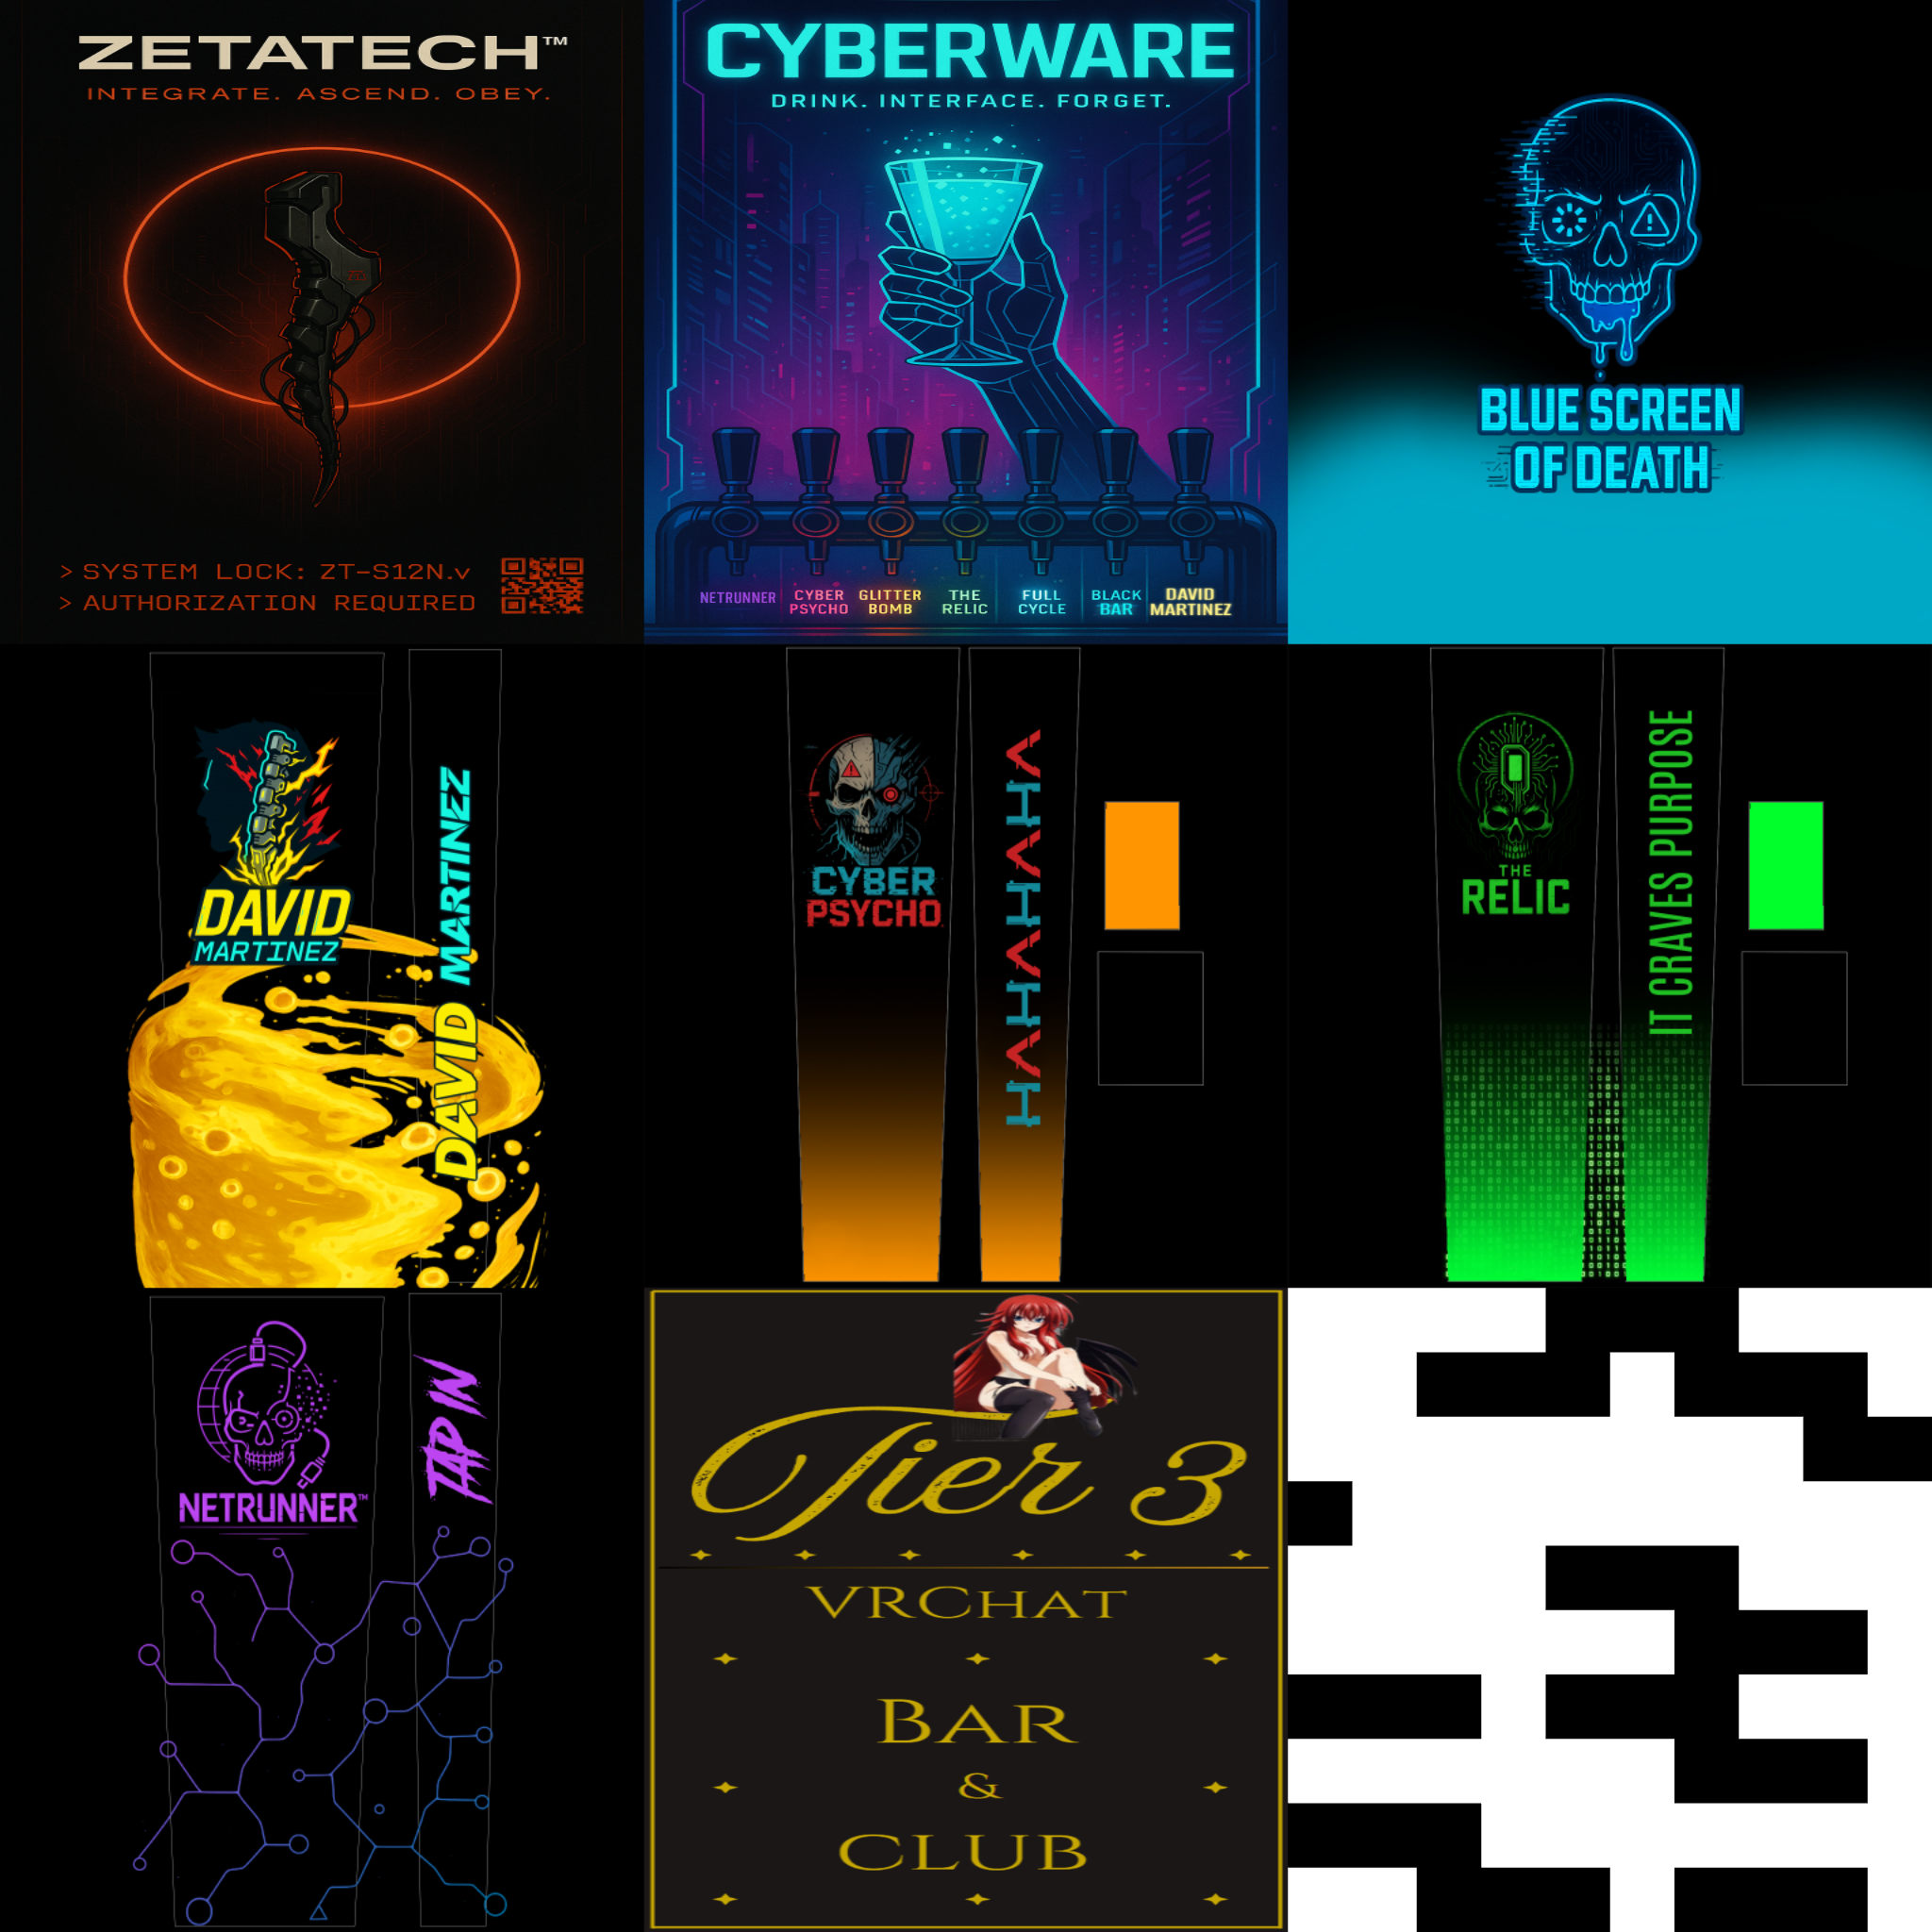 ZETATECH™
INTEGRATE. ASCEND. OBEY.
> SYSTEM LOCK: ZT-S12N.v
> AUTHORIZATION REQUIRED
CYBERWARE
DRINK. INTERFACE. FORGET.
NETRUNNER
CYBER
PSYCHO
GLITTER
BOMB
THE
RELIC
FULL
CYCLE
BLACK
BAR
DAVID
MARTINEZ
BLUE SCREEN
OF DEATH
DAVID
MARTINEZ
DAVID MARTINEZ
CYBER
PSYCHO
THE
RELIC
IT CRAVES PURPOSE
NETRUNNER™
TAP IN
Tier 3
VRCHAT
BAR
&
CLUB